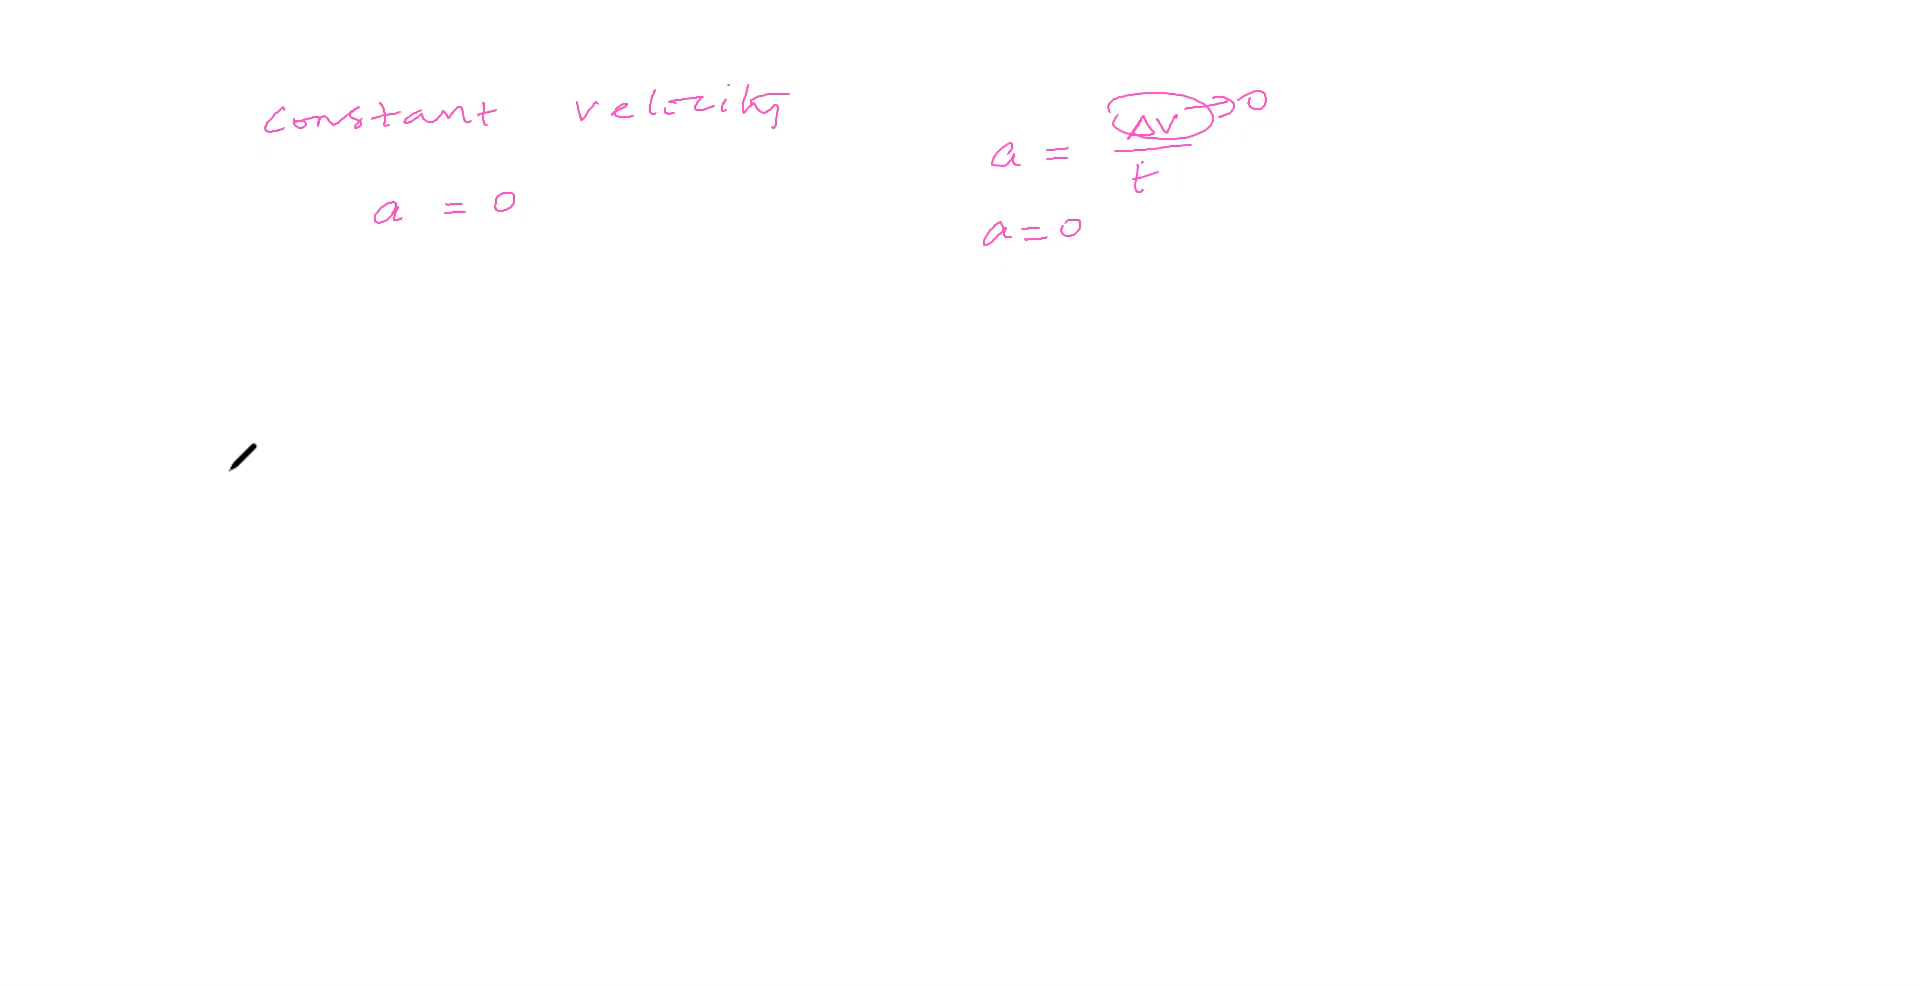 constant velocity
a = 0
a = ΔV/t → 0
a = 0